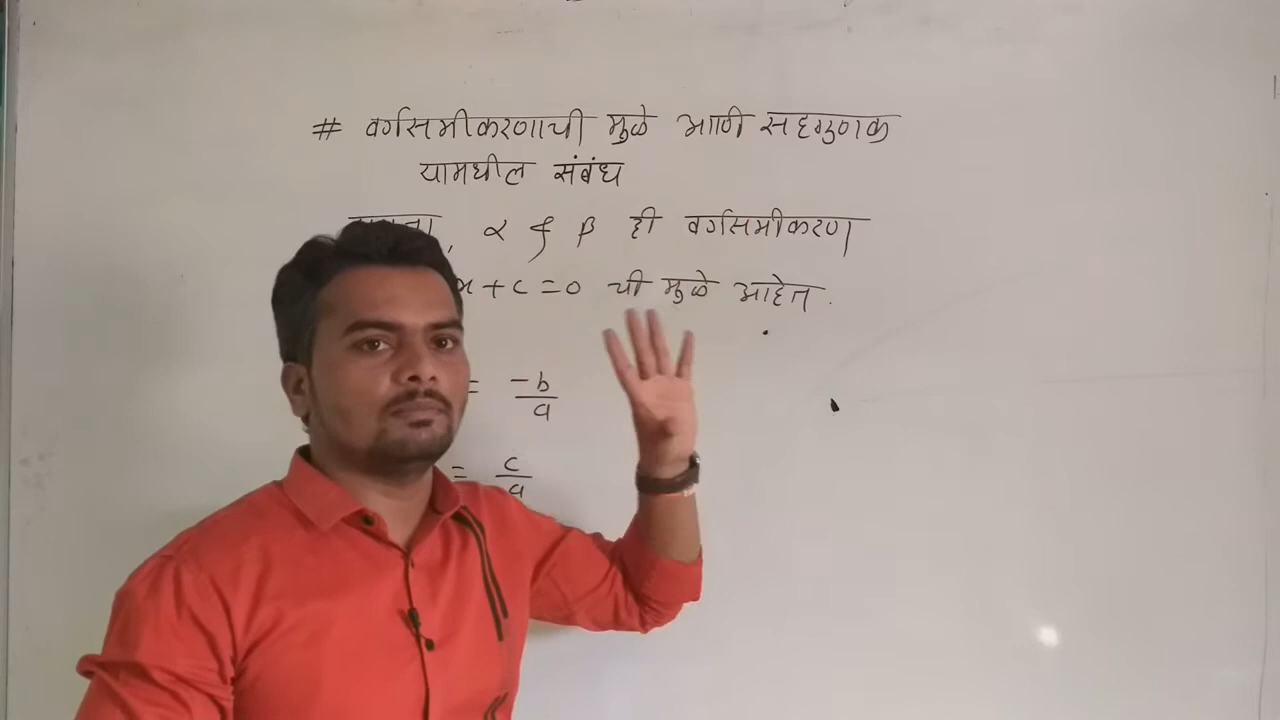 # वर्गसमीकरणाची मुळे आणी सहगुणक
यामधील संबंध
, α & β ही वर्गसमीकरण
x + c = 0 ची मुळे आहेत.
= -b/a
= c/a